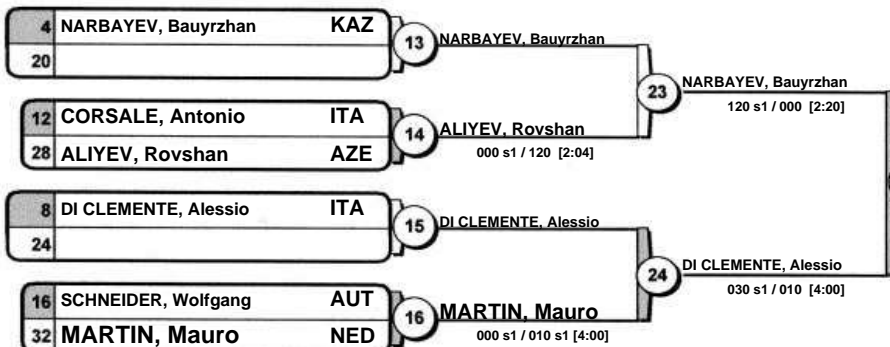 4 NARBAYEV, Bauyrzhan KAZ
20
13 NARBAYEV, Bauyrzhan
12 CORSALE, Antonio ITA
28 ALIYEV, Rovshan AZE
14 ALIYEV, Rovshan
000 s1 / 120 [2:04]
23 NARBAYEV, Bauyrzhan
120 s1 / 000 [2:20]
8 DI CLEMENTE, Alessio ITA
24
15 DI CLEMENTE, Alessio
16 SCHNEIDER, Wolfgang AUT
32 MARTIN, Mauro NED
16 MARTIN, Mauro
000 s1 / 010 s1 [4:00]
24 DI CLEMENTE, Alessio
030 s1 / 010 [4:00]